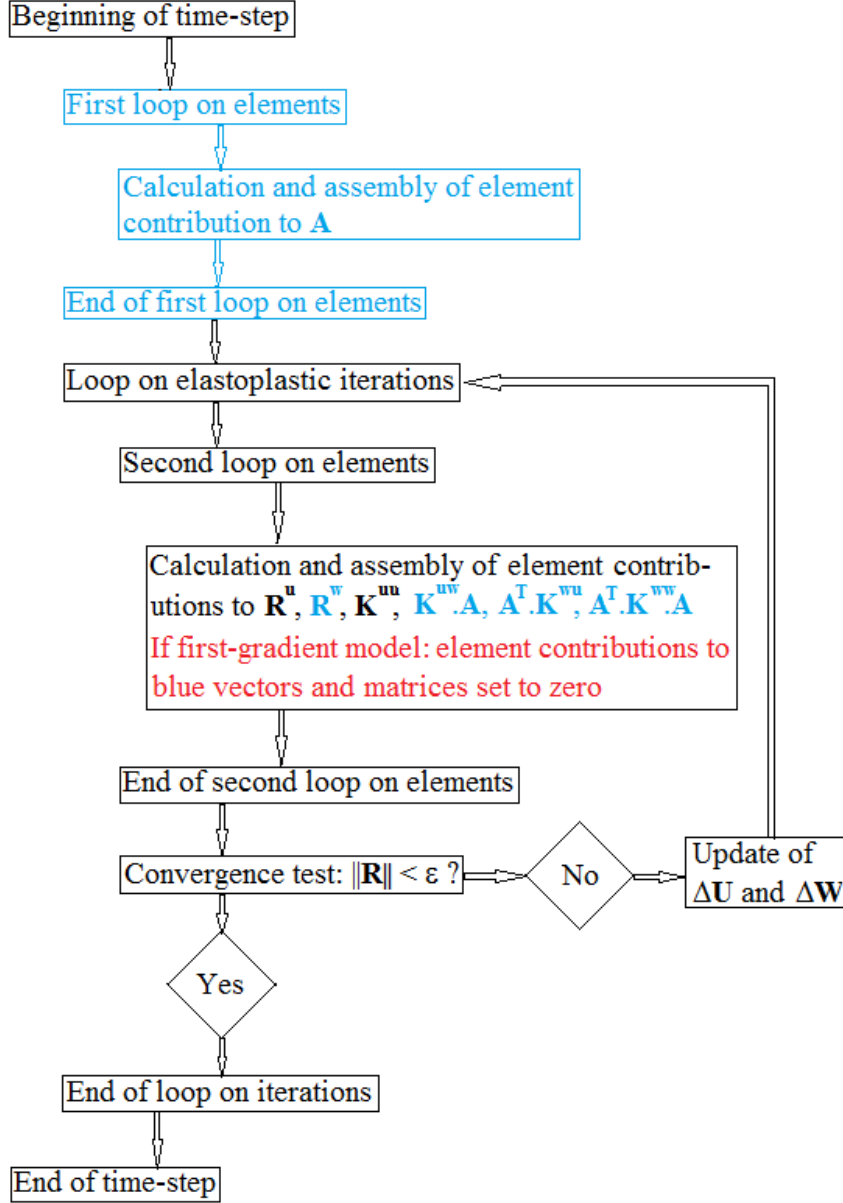 Beginning of time-step
First loop on elements
Calculation and assembly of element
contribution to A
End of first loop on elements
Loop on elastoplastic iterations
Second loop on elements
Calculation and assembly of element contrib-
utions to R^u, R^w, K^uu, K^uw.A, A^T.K^wu, A^T.K^ww.A
If first-gradient model: element contributions to
blue vectors and matrices set to zero
End of second loop on elements
Convergence test: ||R|| < ε ?
No
Update of
ΔU and ΔW
Yes
End of loop on iterations
End of time-step